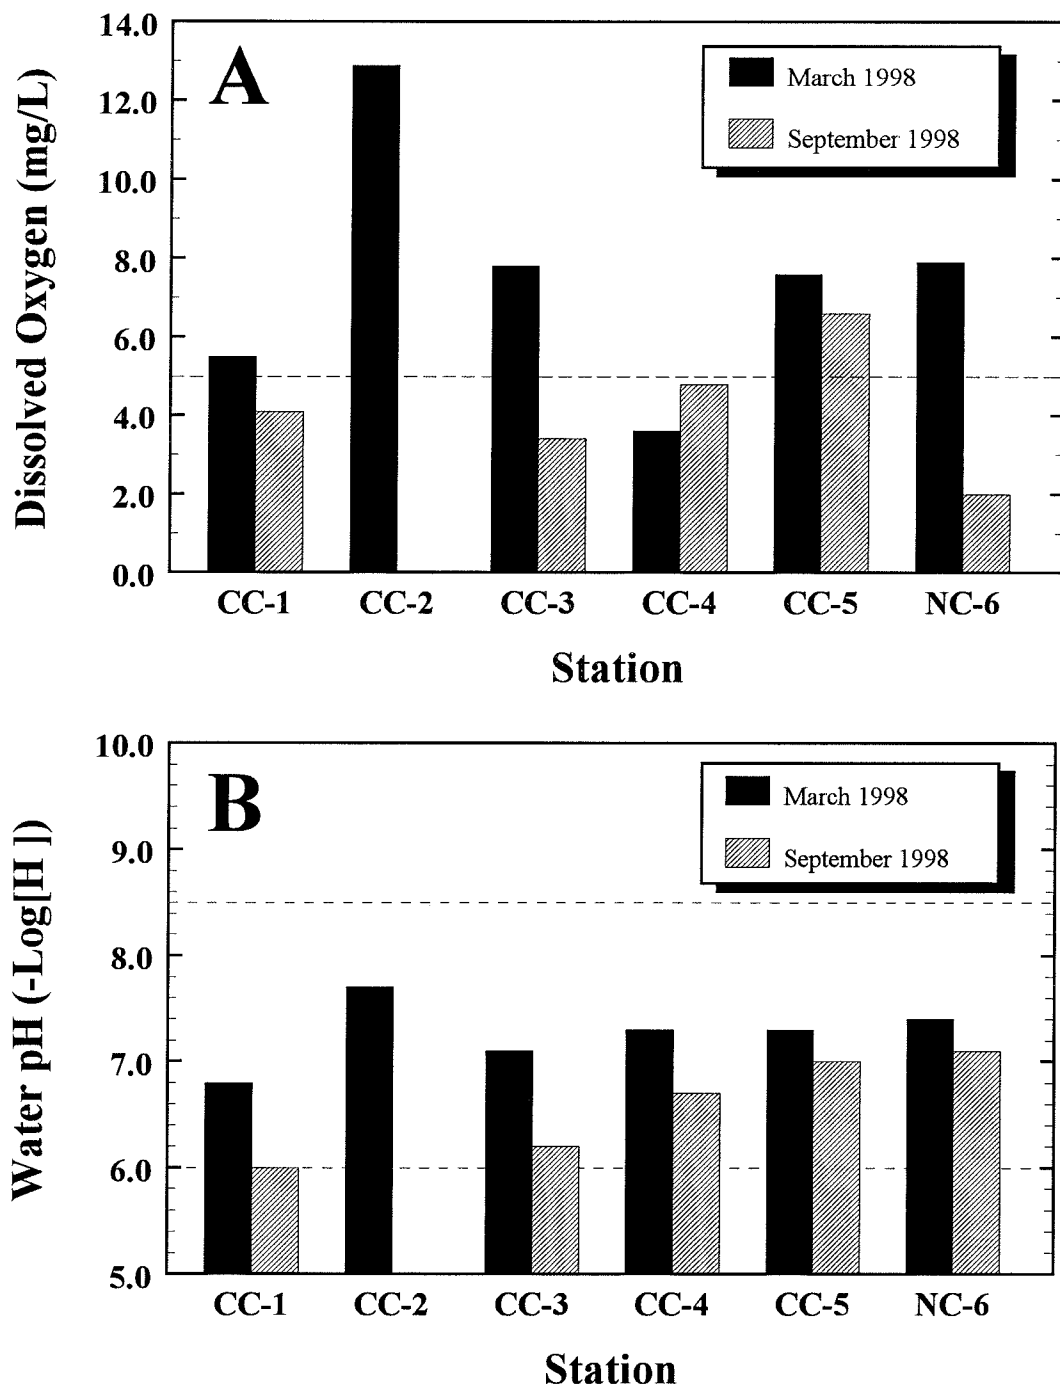 A
March 1998
September 1998
Dissolved Oxygen (mg/L)
14.0
12.0
10.0
8.0
6.0
4.0
2.0
0.0
CC-1 CC-2 CC-3 CC-4 CC-5 NC-6
Station
B
March 1998
September 1998
Water pH (-Log[H ])
10.0
9.0
8.0
7.0
6.0
5.0
CC-1 CC-2 CC-3 CC-4 CC-5 NC-6
Station